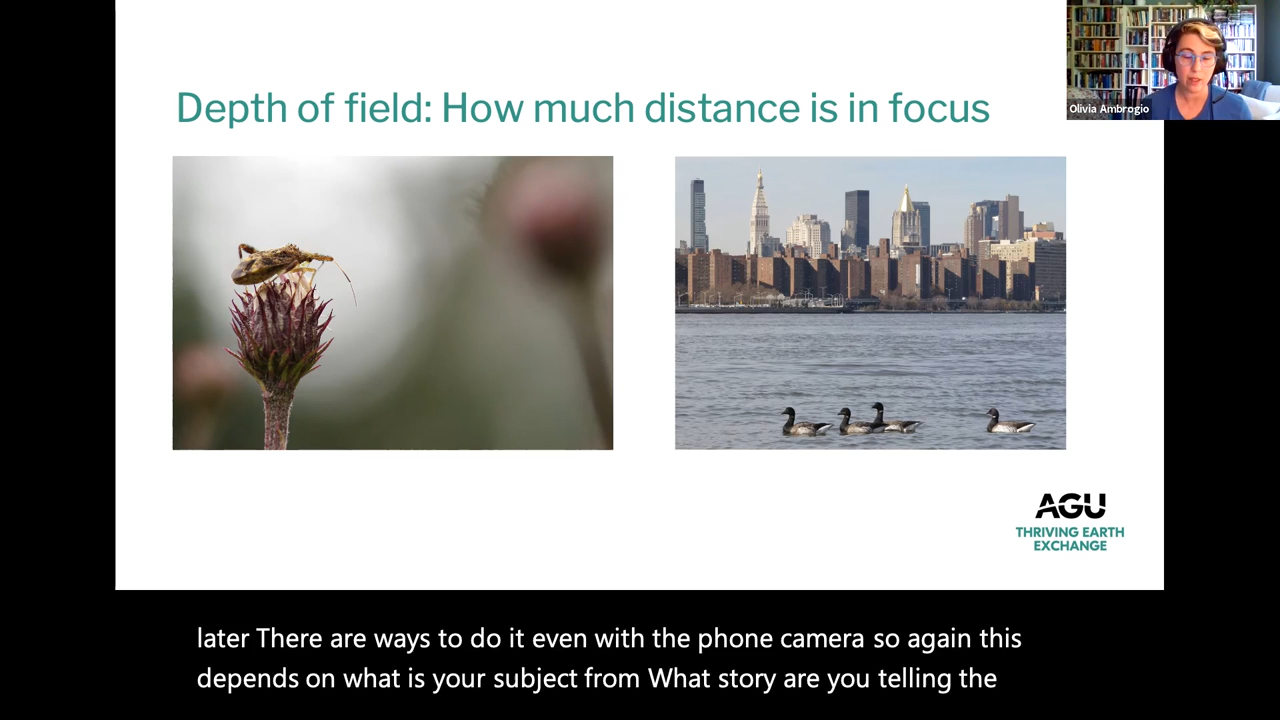 Depth of field: How much distance is in focus
Olivia Ambrogio
AGU
THRIVING EARTH
EXCHANGE
later There are ways to do it even with the phone camera so again this
depends on what is your subject from What story are you telling the